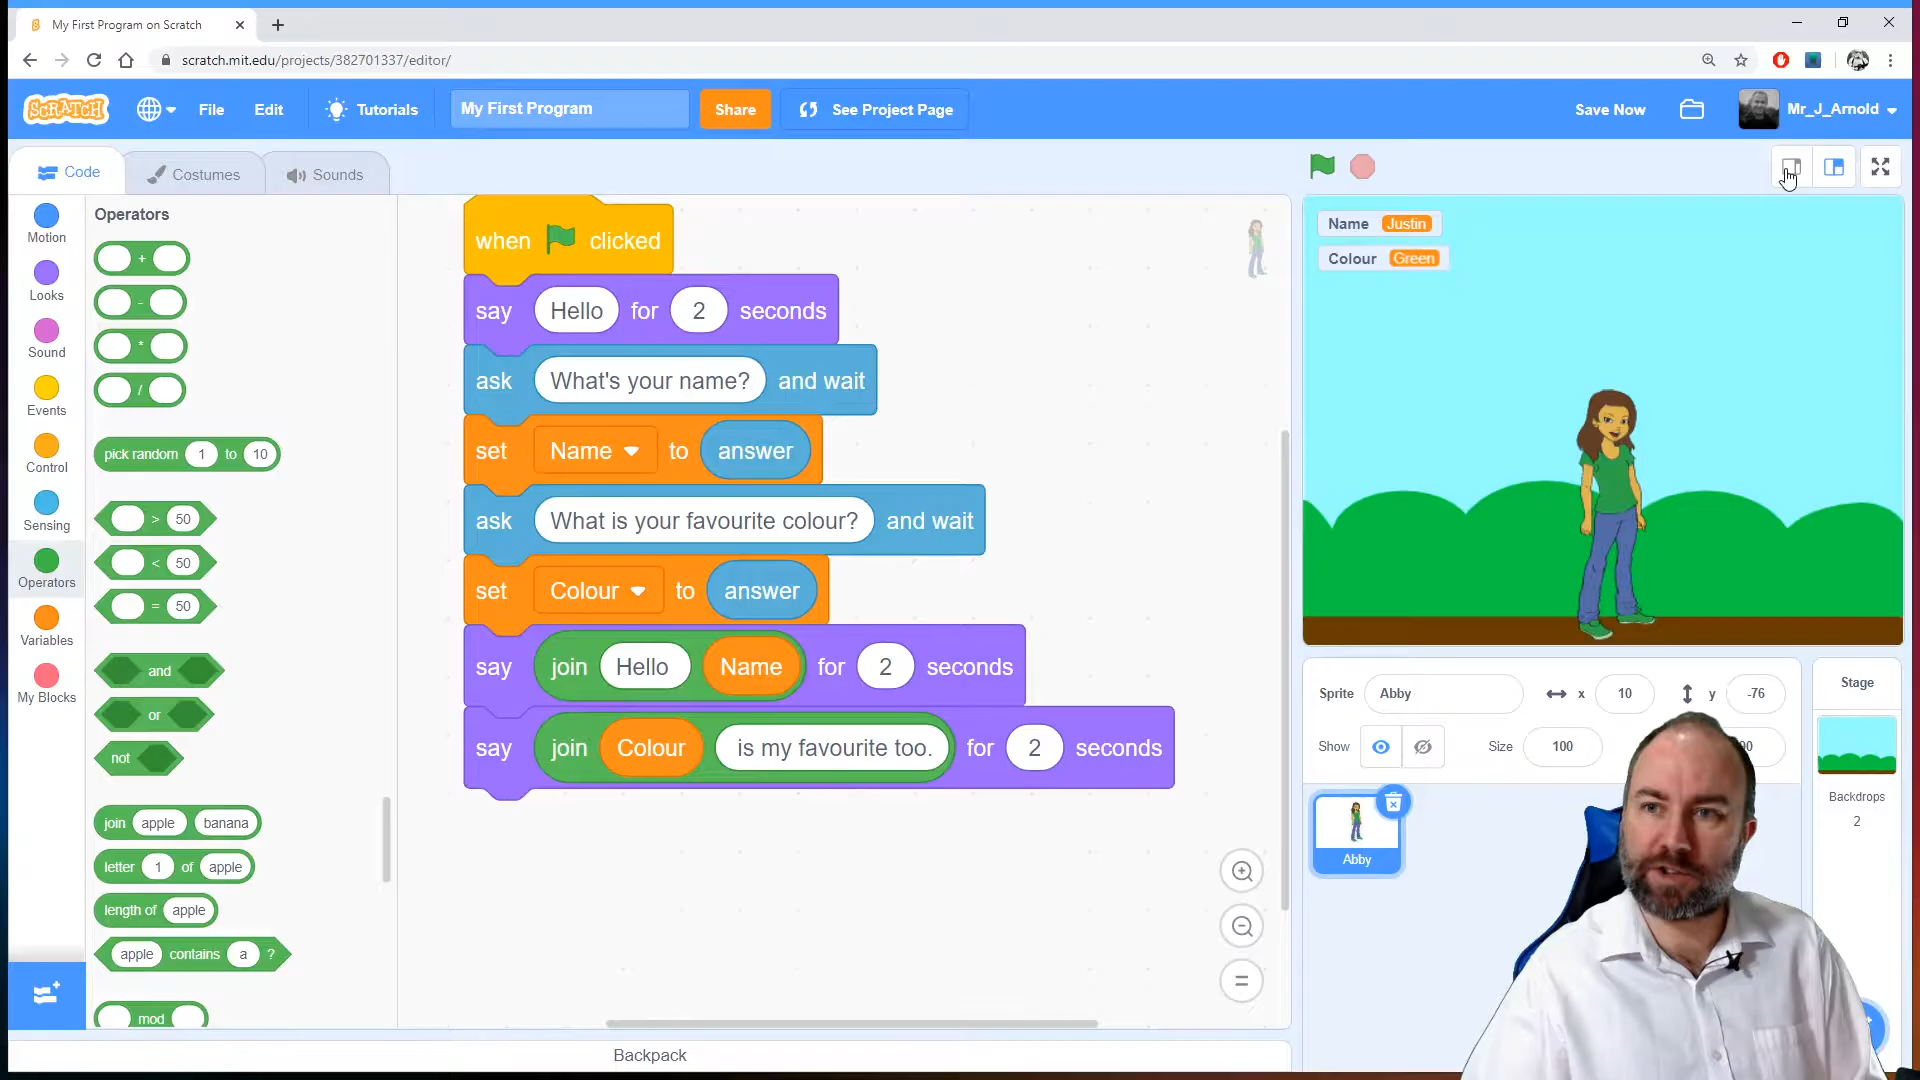 My First Program on Scratch
scratch.mit.edu/projects/382701337/editor/
SCRATCH
File
Edit
Tutorials
My First Program
Share
See Project Page
Save Now
Mr_J_Arnold
Code
Costumes
Sounds
Motion
Looks
Sound
Events
Control
Sensing
Operators
Variables
My Blocks
Operators
+
-
*
/
pick random 1 to 10
> 50
< 50
= 50
and
or
not
join apple banana
letter 1 of apple
length of apple
apple contains a ?
mod
when clicked
say Hello for 2 seconds
ask What's your name? and wait
set Name to answer
ask What is your favourite colour? and wait
set Colour to answer
say join Hello Name for 2 seconds
say join Colour is my favourite too. for 2 seconds
Backpack
Name Justin
Colour Green
Sprite Abby x 10 y -76
Show Size 100
Abby
Stage
Backdrops
2